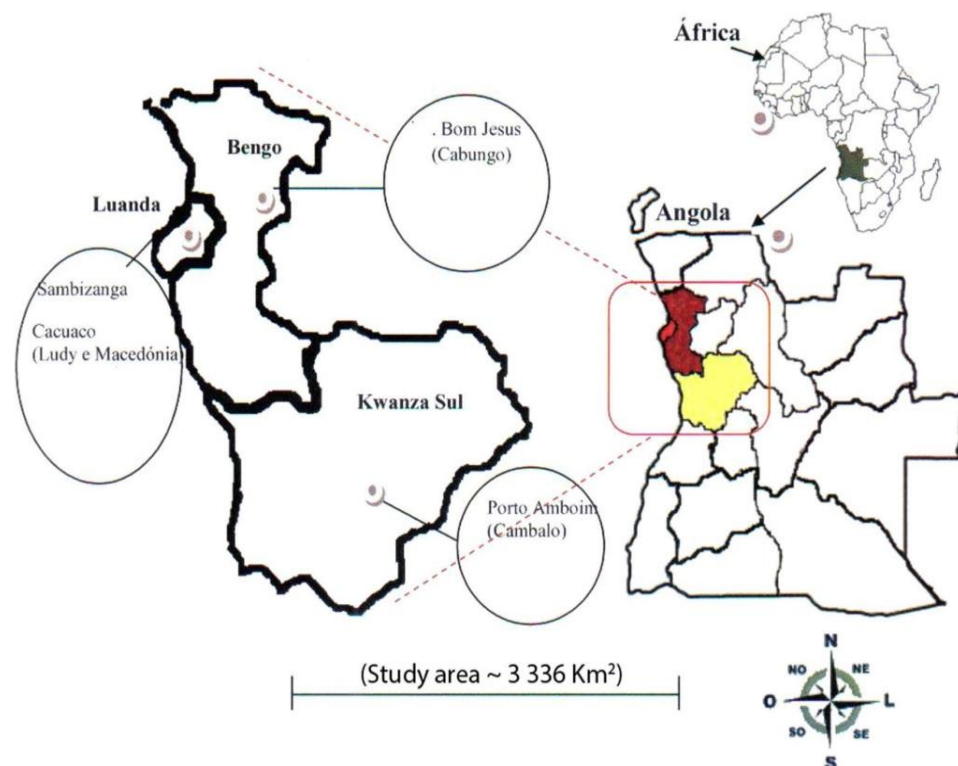 África
. Bom Jesus
(Cabungo)
Bengo
Luanda
Angola
Sambizanga
Cacuaco
(Ludy e Macedónia)
Kwanza Sul
Porto Amboim
(Cambalo)
(Study area ~ 3 336 Km²)
N
NO
NE
O
L
SO
SE
S